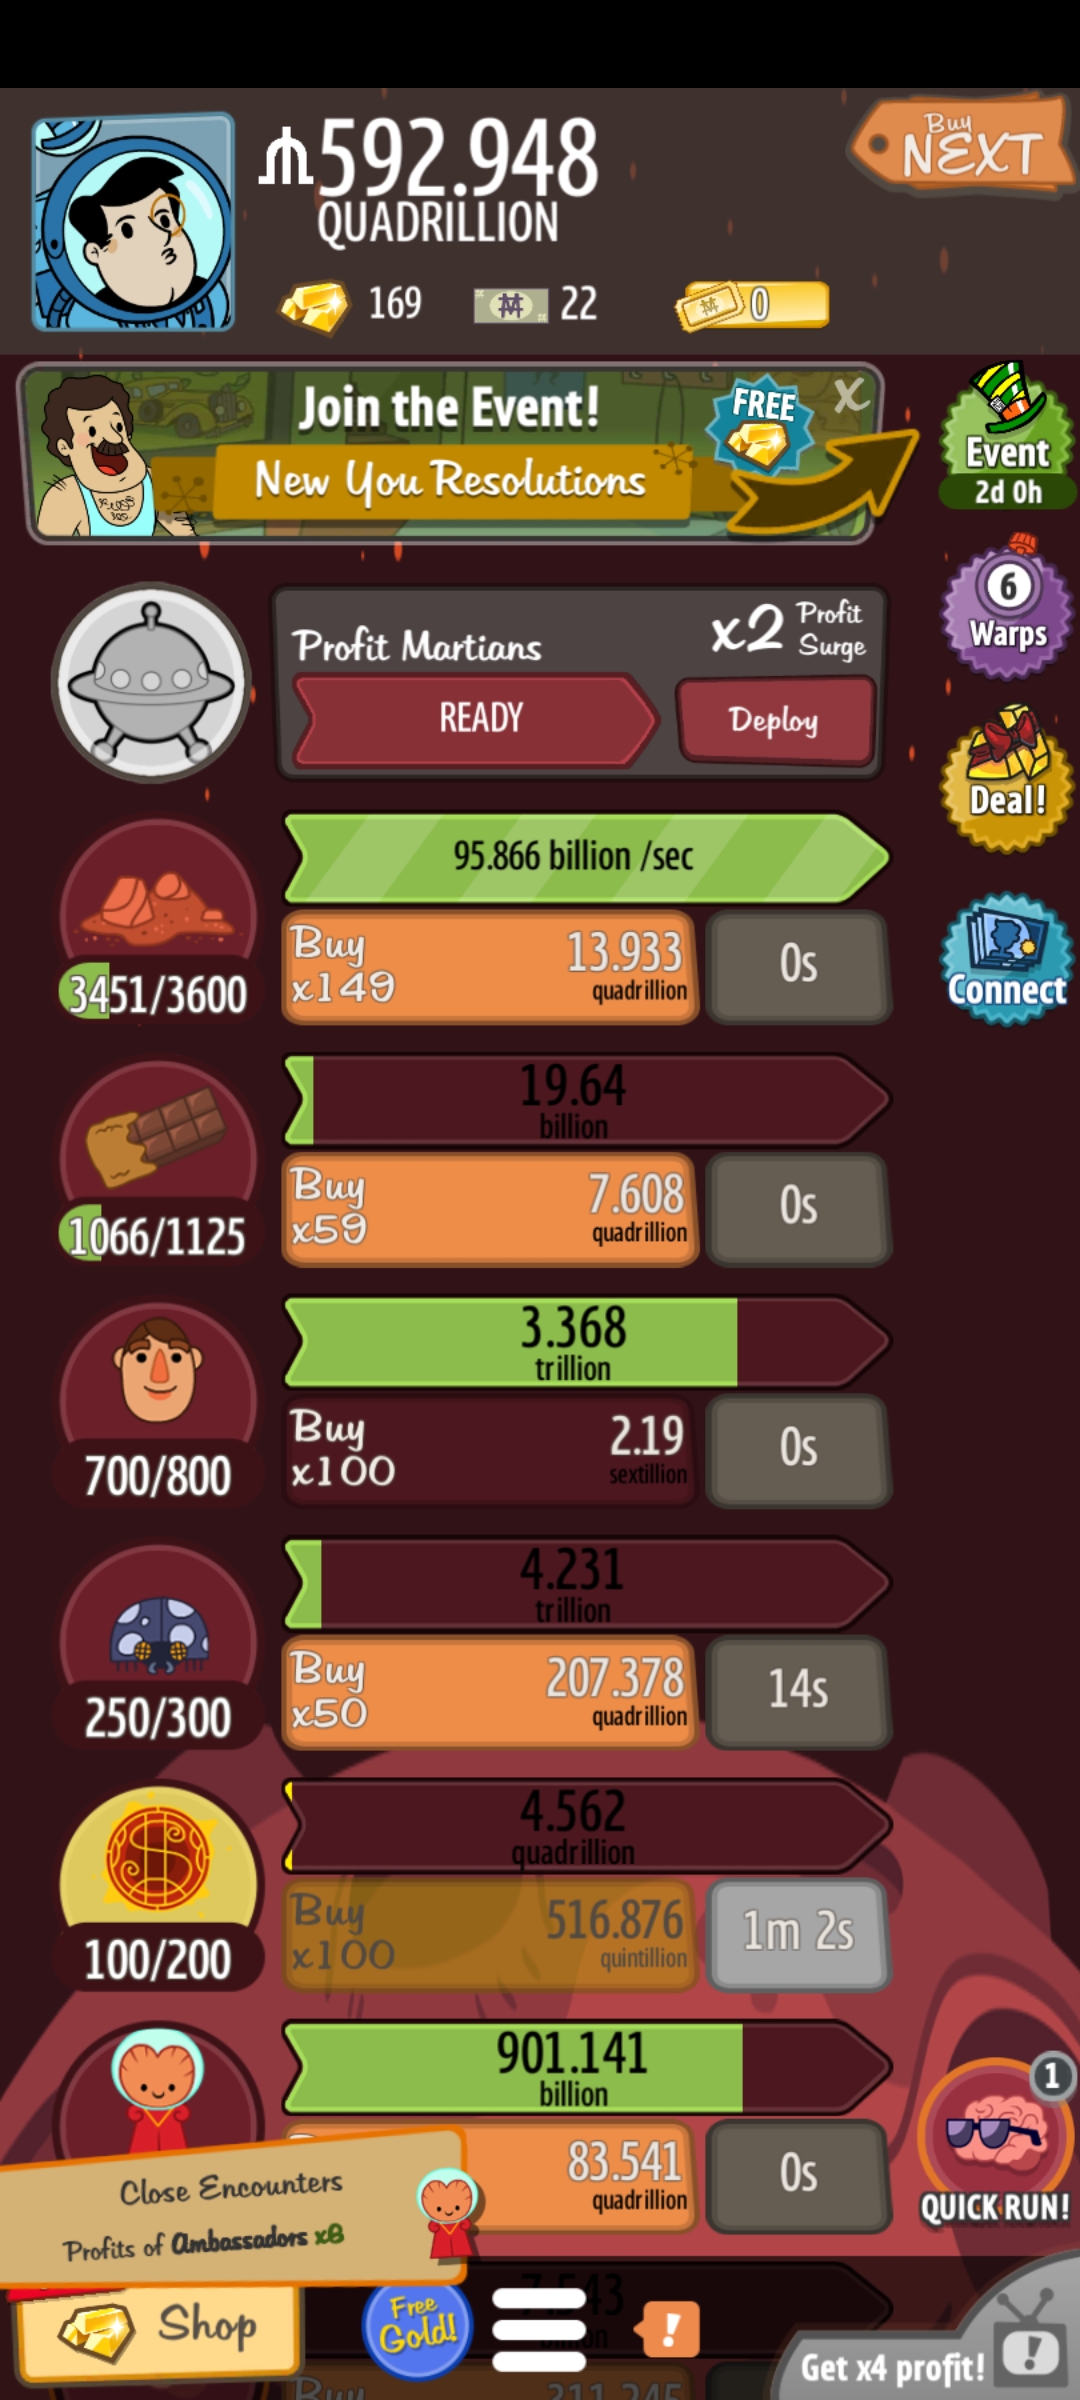 592.948
QUADRILLION
Buy
NEXT
169
22
0
Join the Event!
New You Resolutions
FREE
X
Event
2d 0h
6
Warps
Profit Martians
x2 Profit
Surge
READY
Deploy
Deal!
95.866 billion /sec
3451/3600
Buy
x149
13.933
quadrillion
0s
Connect
19.64
billion
1066/1125
Buy
x59
7.608
quadrillion
0s
3.368
trillion
700/800
Buy
x100
2.19
sextillion
0s
4.231
trillion
250/300
Buy
x50
207.378
quadrillion
14s
4.562
quadrillion
100/200
Buy
x100
516.876
quintillion
1m 2s
901.141
billion
83.541
quadrillion
0s
1
QUICK RUN!
Close Encounters
Profits of Ambassadors x8
Shop
Free
Gold!
!
Get x4 profit!
!
Buy
311.245